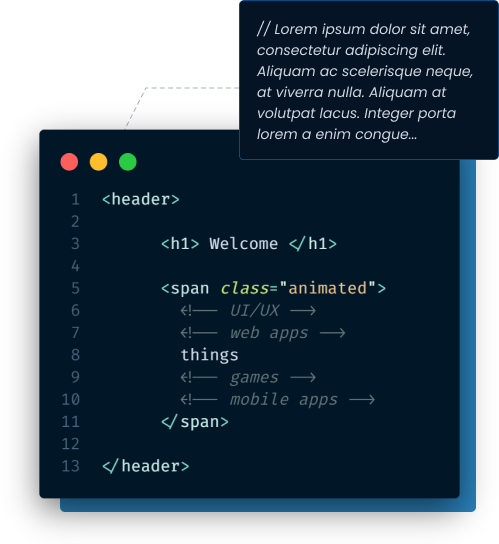 // Lorem ipsum dolor sit amet,
consectetur adipiscing elit.
Aliquam ac scelerisque neque,
at viverra nulla. Aliquam at
volutpat lacus. Integer porta
lorem a enim congue...
1 <header>
2
3 <h1> Welcome </h1>
4
5 <span class="animated">
6 <!-- UI/UX -->
7 <!-- web apps -->
8 things
9 <!-- games -->
10 <!-- mobile apps -->
11 </span>
12
13 </header>